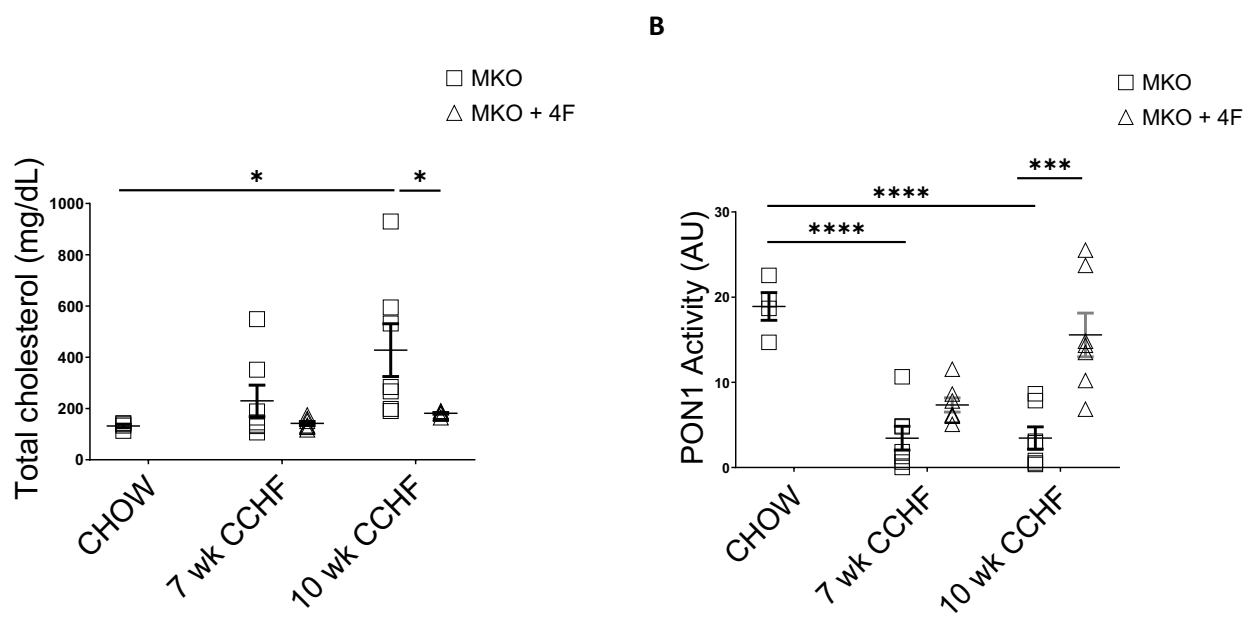 B
MKO
MKO + 4F
Total cholesterol (mg/dL)
1000
800
600
400
200
0
*
*
CHOW
7 wk CCHF
10 wk CCHF
MKO
MKO + 4F
PON1 Activity (AU)
30
20
10
0
****
****
***
CHOW
7 wk CCHF
10 wk CCHF